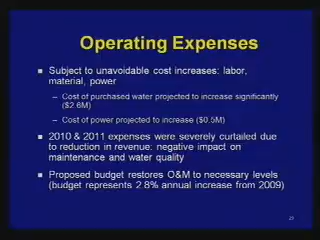 Operating Expenses
■ Subject to unavoidable cost increases: labor,
material, power
– Cost of purchased water projected to increase significantly
($2.6M)
– Cost of power projected to increase ($0.5M)
■ 2010 & 2011 expenses were severely curtailed due
to reduction in revenue: negative impact on
maintenance and water quality
■ Proposed budget restores O&M to necessary levels
(budget represents 2.8% annual increase from 2009)